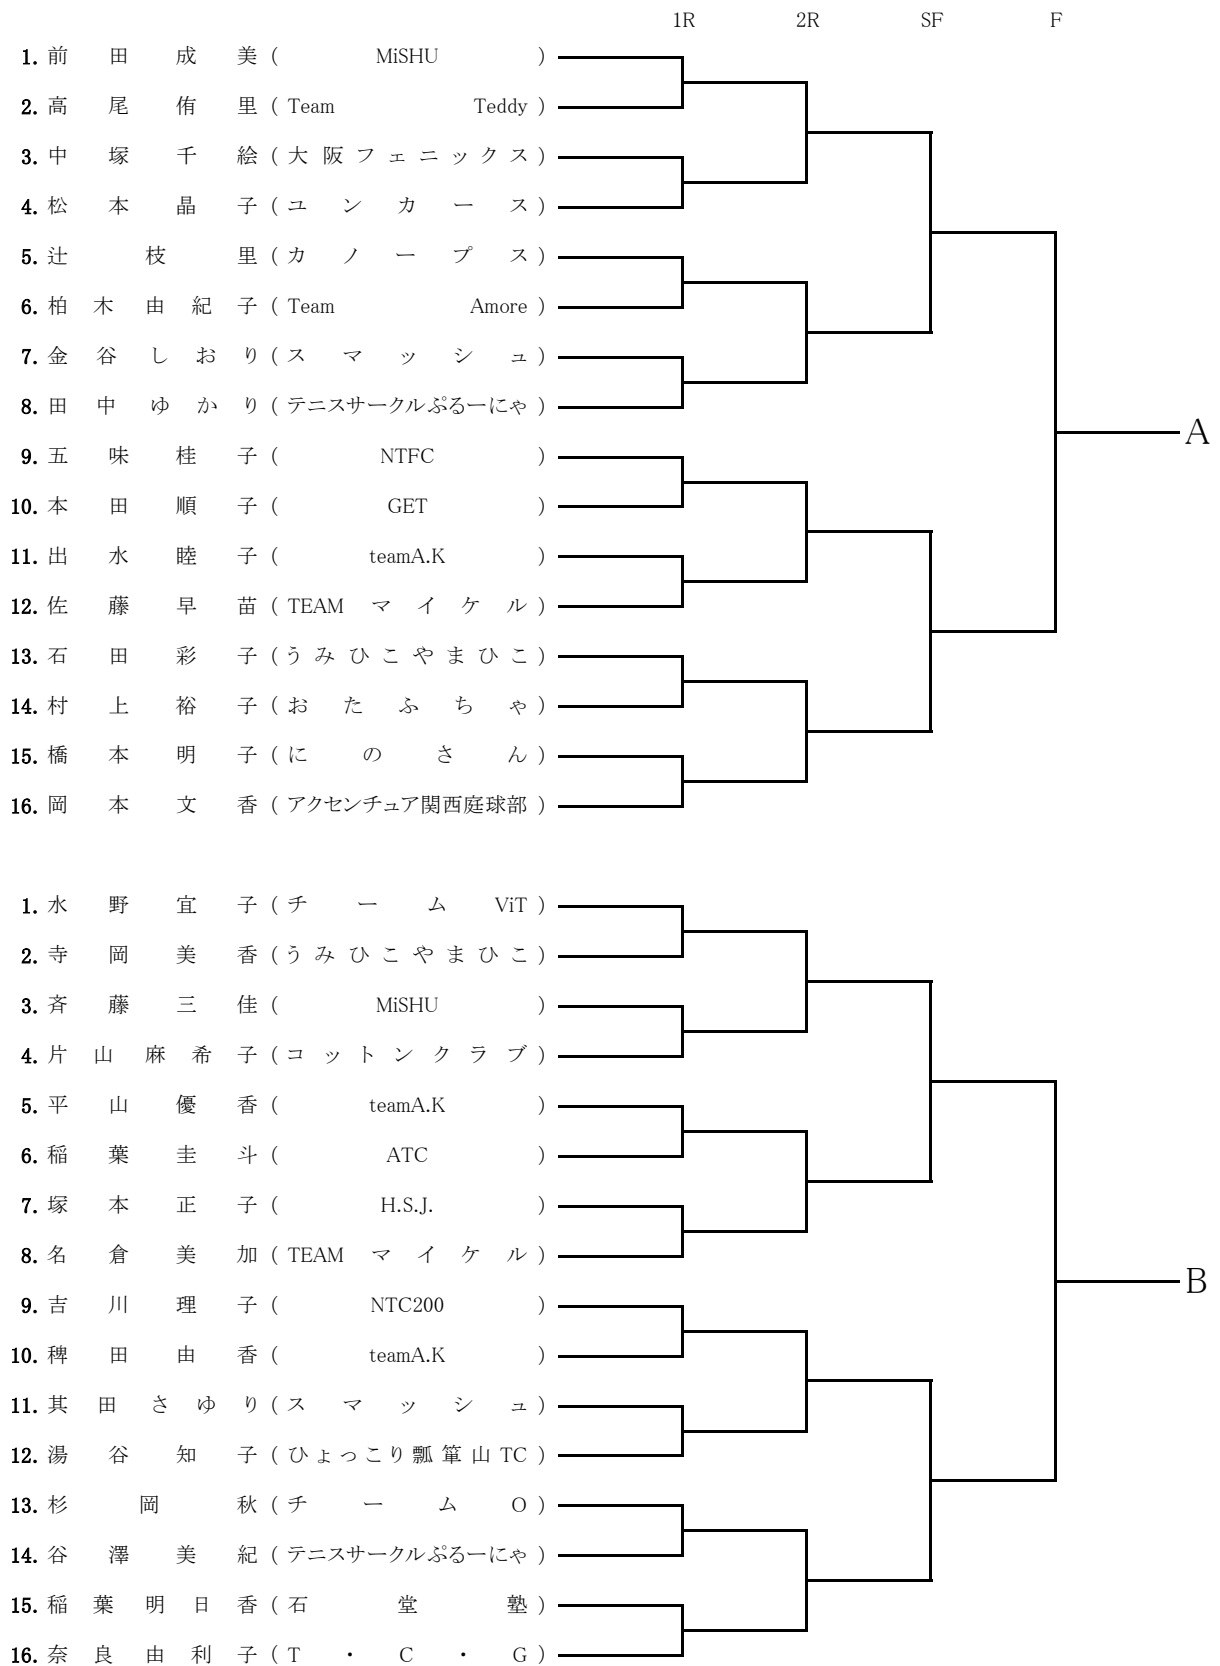 1R 2R SF F
1. 前田成美 ( MiSHU )
2. 高尾侑里 ( Team Teddy )
3. 中塚千絵 ( 大阪フェニックス )
4. 松本晶子 ( ユンカース )
5. 辻枝里 ( カノープス )
6. 柏木由紀子 ( Team Amore )
7. 金谷しおり ( スマッシュ )
8. 田中ゆかり ( テニスサークルぷるーにゃ )
A
9. 五味桂子 ( NTFC )
10. 本田順子 ( GET )
11. 出水睦子 ( teamA.K )
12. 佐藤早苗 ( TEAM マイケル )
13. 石田彩子 ( うみひこやまひこ )
14. 村上裕子 ( おたふちゃ )
15. 橋本明子 ( にのさん )
16. 岡本文香 ( アクセンチュア関西庭球部 )
1. 水野宜子 ( チームViT )
2. 寺岡美香 ( うみひこやまひこ )
3. 斉藤三佳 ( MiSHU )
4. 片山麻希子 ( コットンクラブ )
5. 平山優香 ( teamA.K )
6. 稲葉圭斗 ( ATC )
7. 塚本正子 ( H.S.J. )
8. 名倉美加 ( TEAM マイケル )
B
9. 吉川理子 ( NTC200 )
10. 稗田由香 ( teamA.K )
11. 其田さゆり ( スマッシュ )
12. 湯谷知子 ( ひょっこり瓢箪山TC )
13. 杉岡秋 ( チームO )
14. 谷澤美紀 ( テニスサークルぷるーにゃ )
15. 稲葉明日香 ( 石堂塾 )
16. 奈良由利子 ( T・C・G )